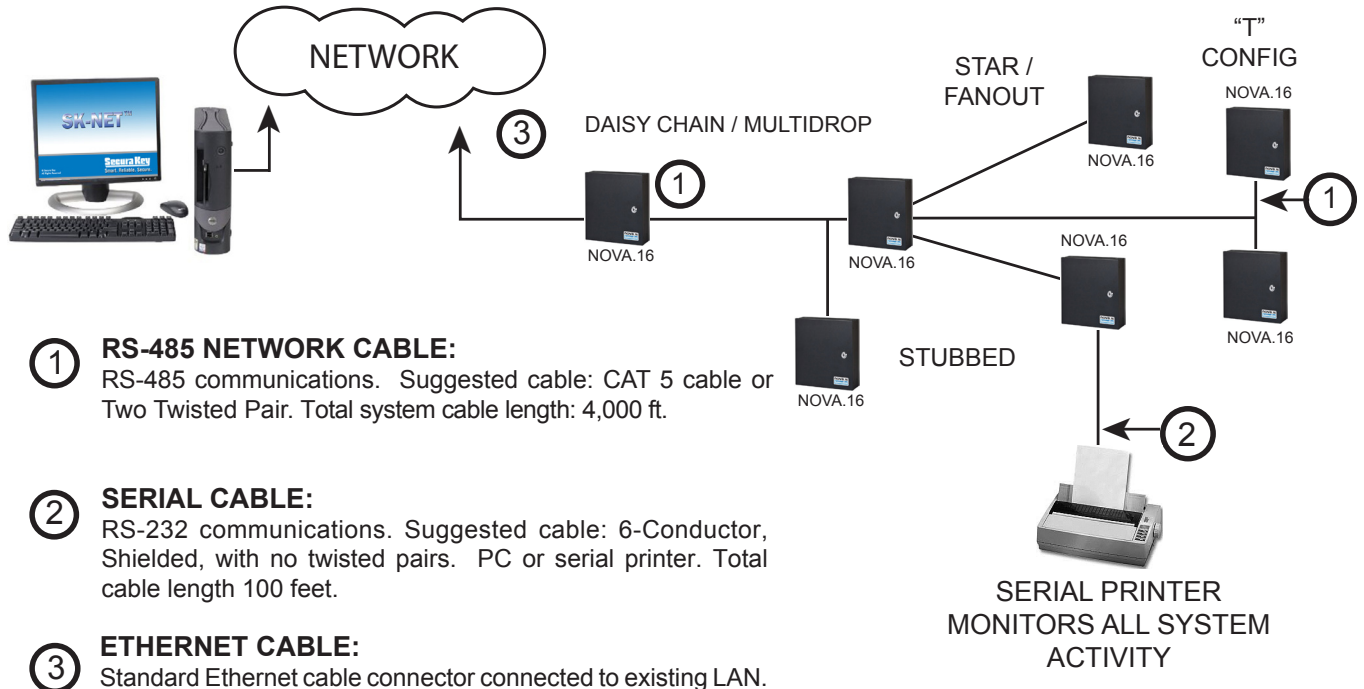 NETWORK
SK-NET™
Secura Key
Smart. Reliable. Secure.
3
DAISY CHAIN / MULTIDROP
1
NOVA.16
NOVA.16
STAR /
FANOUT
NOVA.16
“T”
CONFIG
NOVA.16
1
NOVA.16
NOVA.16
NOVA.16
STUBBED
2
SERIAL PRINTER
MONITORS ALL SYSTEM
ACTIVITY
1
RS-485 NETWORK CABLE:
RS-485 communications. Suggested cable: CAT 5 cable or
Two Twisted Pair. Total system cable length: 4,000 ft.
2
SERIAL CABLE:
RS-232 communications. Suggested cable: 6-Conductor,
Shielded, with no twisted pairs. PC or serial printer. Total
cable length 100 feet.
3
ETHERNET CABLE:
Standard Ethernet cable connector connected to existing LAN.